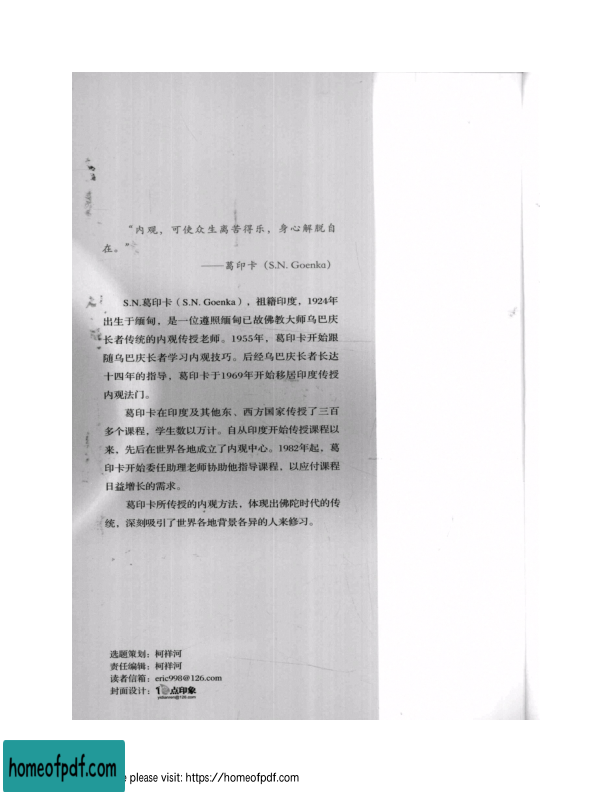 “内观，可使众生离苦得乐，身心解脱自
在。”
——葛印卡（S.N. Goenka）
S.N.葛印卡（S.N. Goenka），祖籍印度，1924年
出生于缅甸，是一位遵照缅甸已故佛教大师乌巴庆
长者传统的内观传授老师。1955年，葛印卡开始跟
随乌巴庆长者学习内观技巧。后经乌巴庆长者长达
十四年的指导，葛印卡于1969年开始移居印度传授
内观法门。
葛印卡在印度及其他东、西方国家传授了三百
多个课程，学生数以万计。自从印度开始传授课程以
来，先后在世界各地成立了内观中心。1982年起，葛
印卡开始委任助理老师协助他指导课程，以应付课程
日益增长的需求。
葛印卡所传授的内观方法，体现出佛陀时代的传
统，深刻吸引了世界各地背景各异的人来修习。
选题策划：柯祥河
责任编辑：柯祥河
读者信箱：eric998@126.com
封面设计：点印象
homeofpdf.com
please visit: https://homeofpdf.com